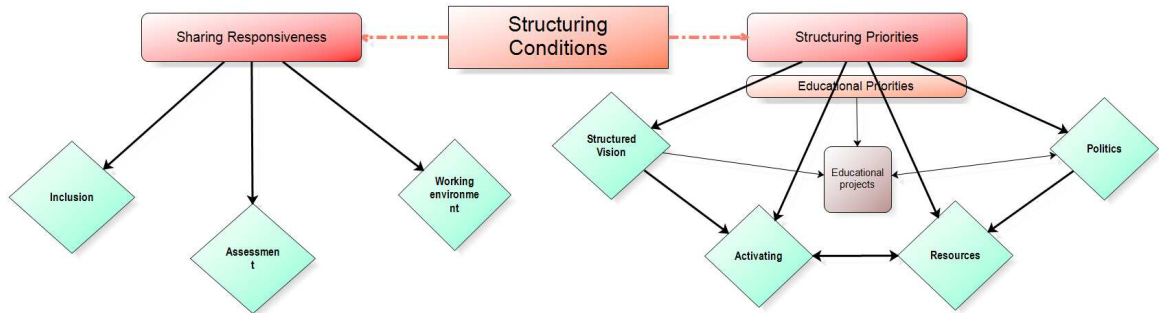 Sharing Responsiveness
Structuring
Conditions
Structuring Priorities
Educational Priorities
Inclusion
Assessmen
t
Working
environme
nt
Structured
Vision
Educational
projects
Politics
Activating
Resources